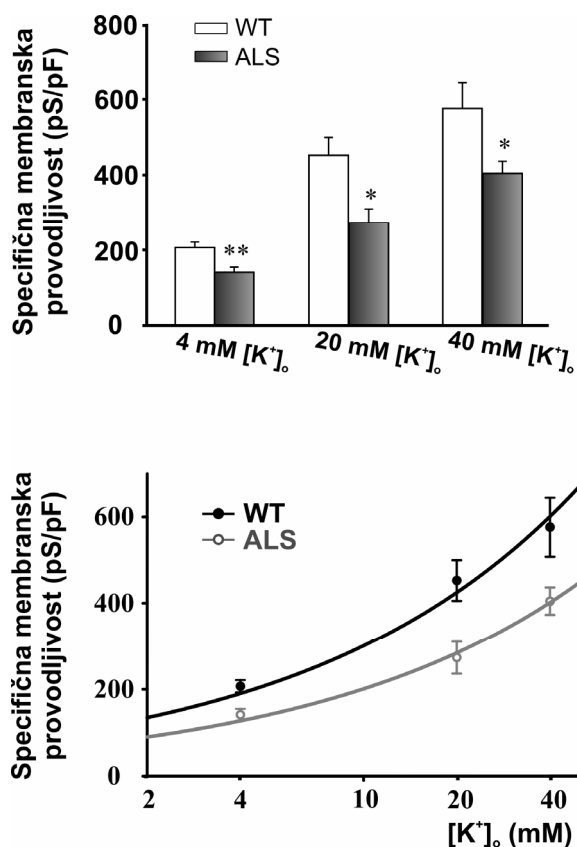 Specifična membranska
provodljivost (pS/pF)
800
600
400
200
0
WT
ALS
**
*
*
4 mM [K⁺]ₒ
20 mM [K⁺]ₒ
40 mM [K⁺]ₒ
Specifična membranska
provodljivost (pS/pF)
600
400
200
0
WT
ALS
2
4
10
20
40
[K⁺]ₒ (mM)